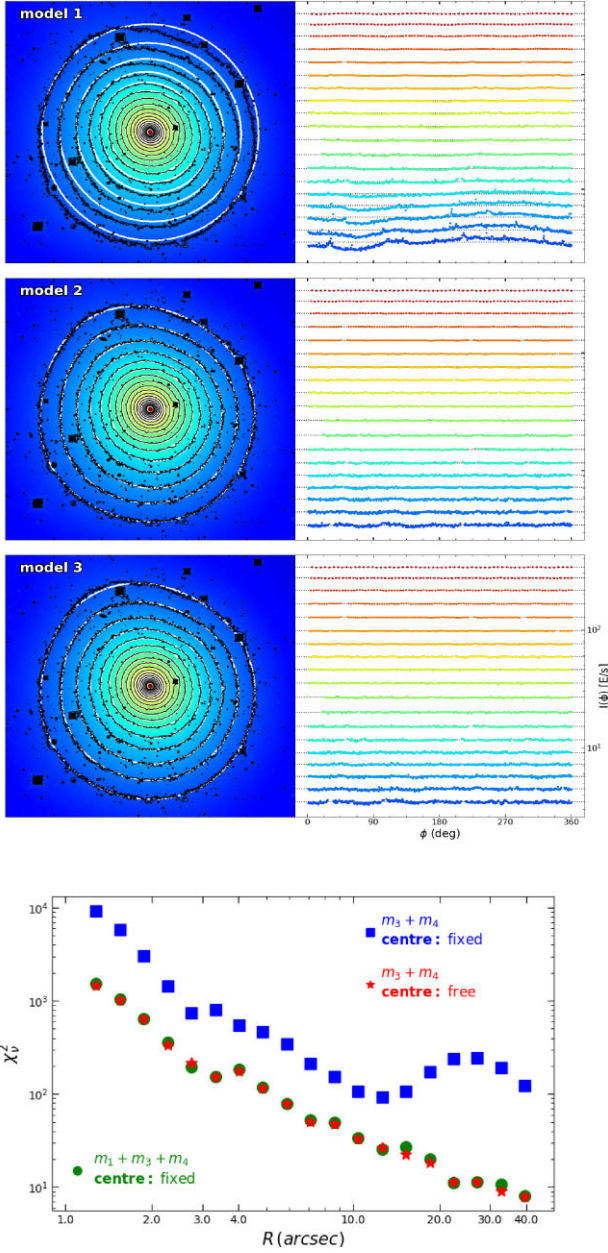 model 1
model 2
model 3
10²
10¹
I(ϕ) [E/s]
0 90 180 270 360
ϕ (deg)
10⁴
10³
10²
10¹
χ²ᵥ
m₃ + m₄
centre: fixed
m₃ + m₄
centre: free
m₁ + m₃ + m₄
centre: fixed
1.0 2.0 3.0 4.0 10.0 20.0 30.0 40.0
R (arcsec)